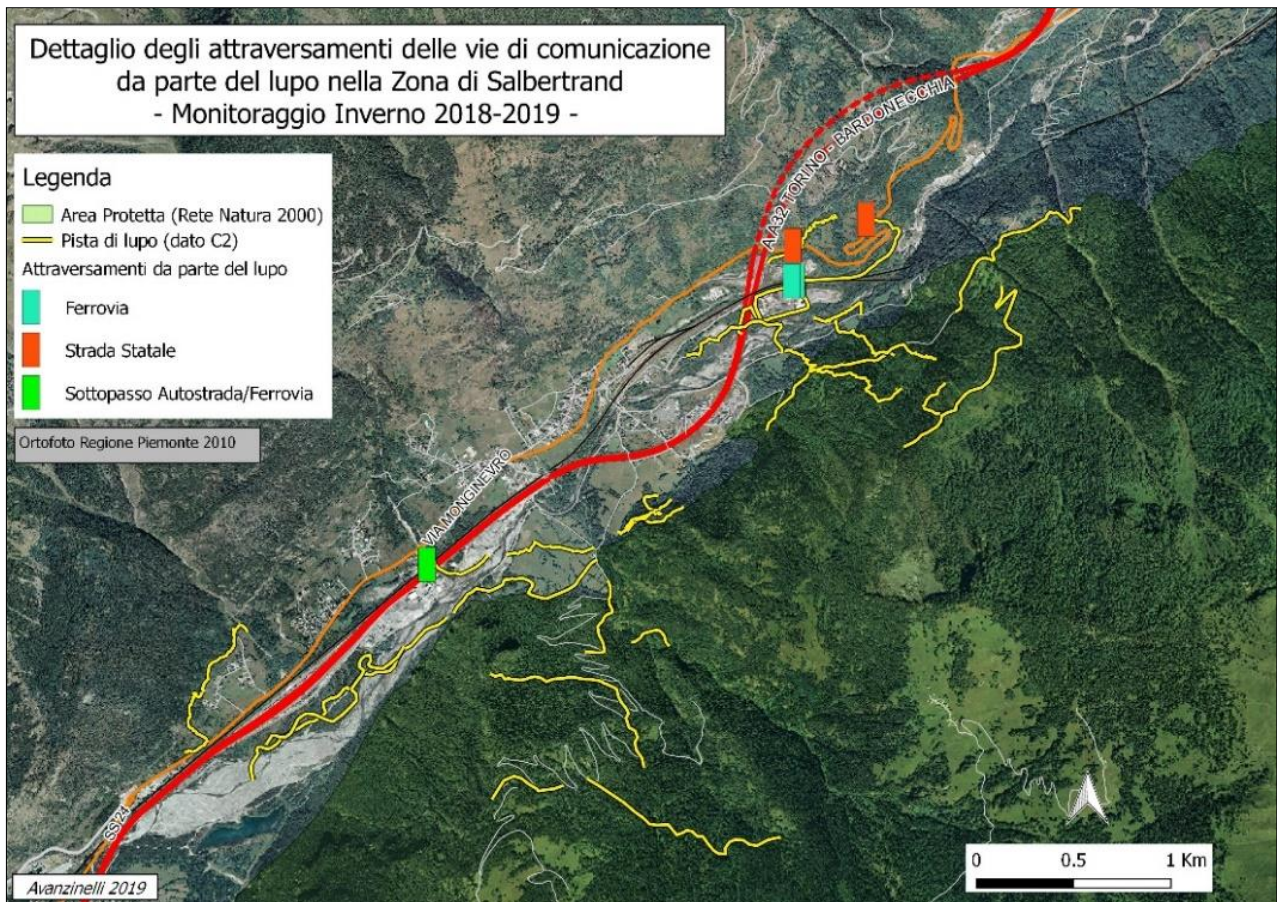 Dettaglio degli attraversamenti delle vie di comunicazione
da parte del lupo nella Zona di Salbertrand
- Monitoraggio Inverno 2018-2019 -
Legenda
Area Protetta (Rete Natura 2000)
Pista di lupo (dato C2)
Attraversamenti da parte del lupo
Ferrovia
Strada Statale
Sottopasso Autostrada/Ferrovia
Ortofoto Regione Piemonte 2010
A A32 TORINO - BARDONECCHIA
VIA MONGINEVRO
SS 24
0 0.5 1 Km
Avanzinelli 2019